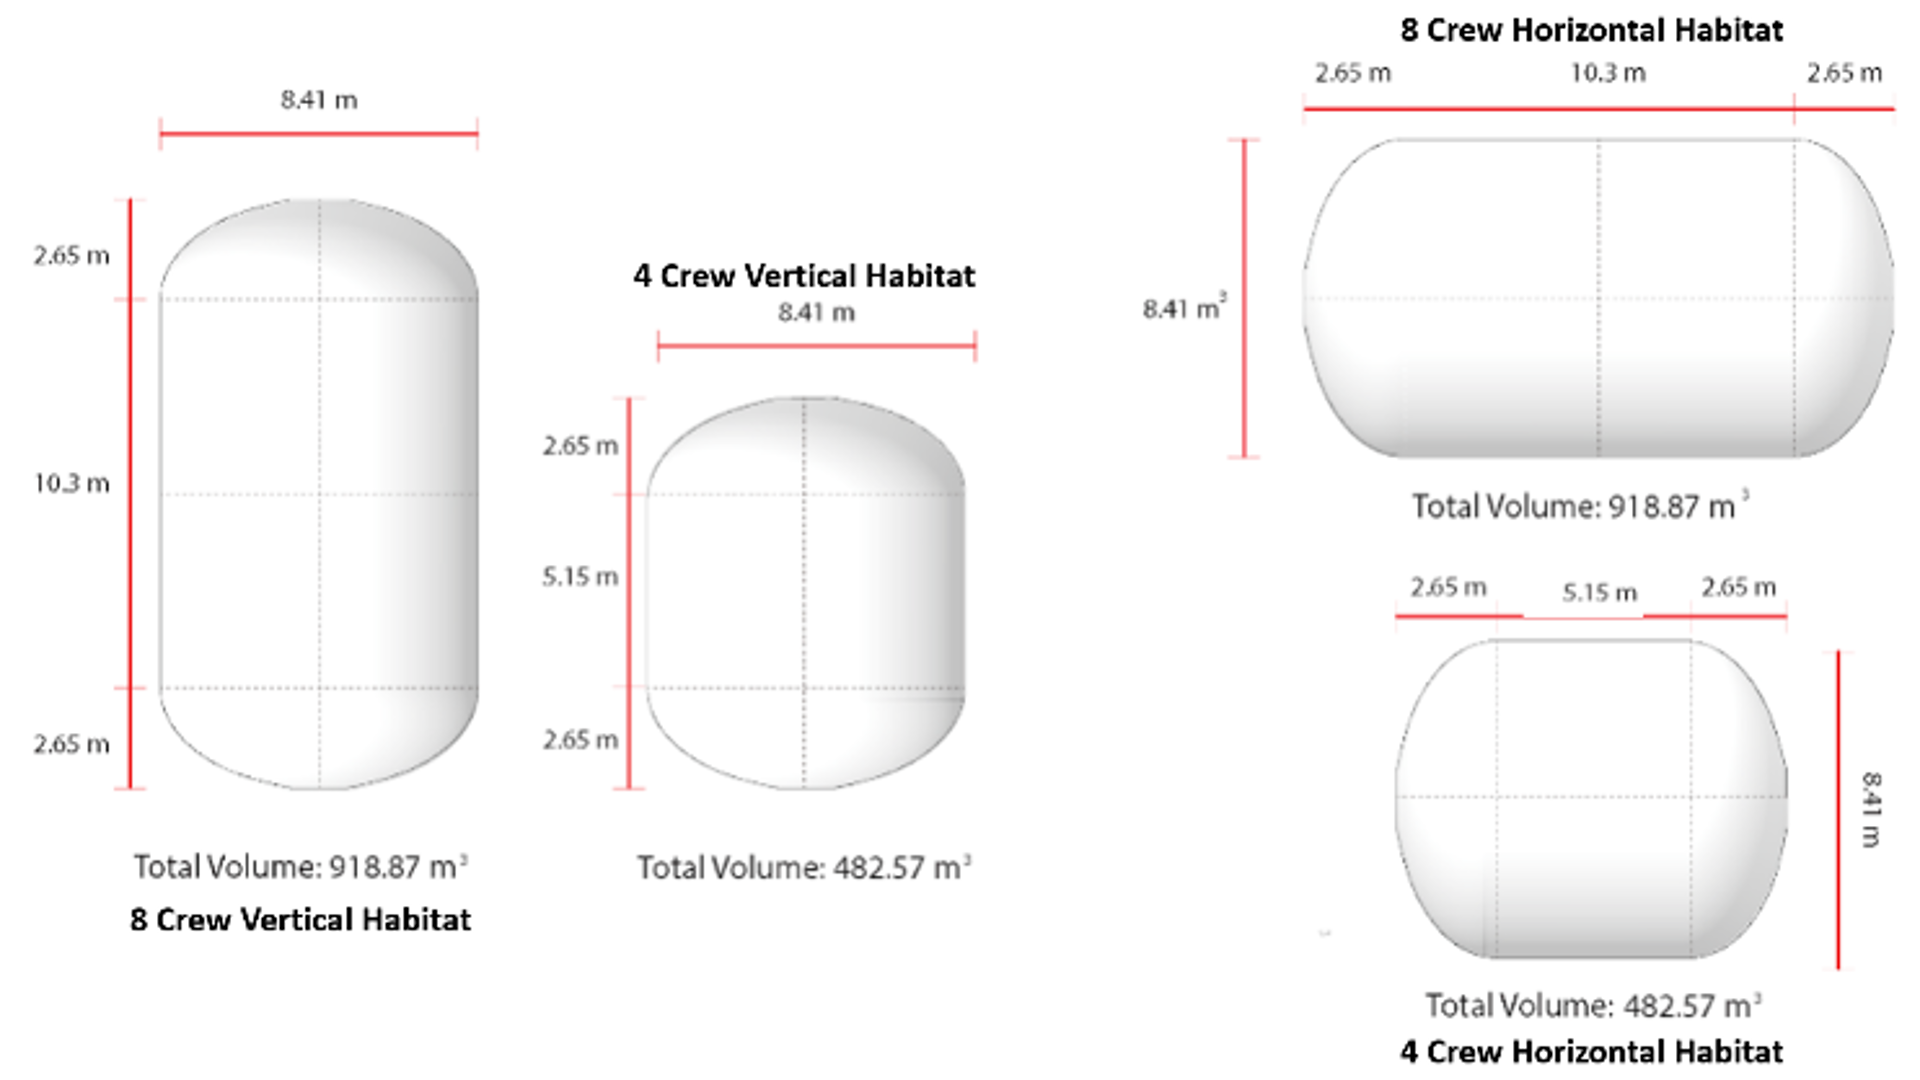 8.41 m
2.65 m
10.3 m
2.65 m
Total Volume: 918.87 m³
8 Crew Vertical Habitat
4 Crew Vertical Habitat
8.41 m
2.65 m
5.15 m
2.65 m
Total Volume: 482.57 m³
8 Crew Horizontal Habitat
2.65 m 10.3 m 2.65 m
8.41 m³
Total Volume: 918.87 m³
2.65 m 5.15 m 2.65 m
8.41 m
Total Volume: 482.57 m³
4 Crew Horizontal Habitat